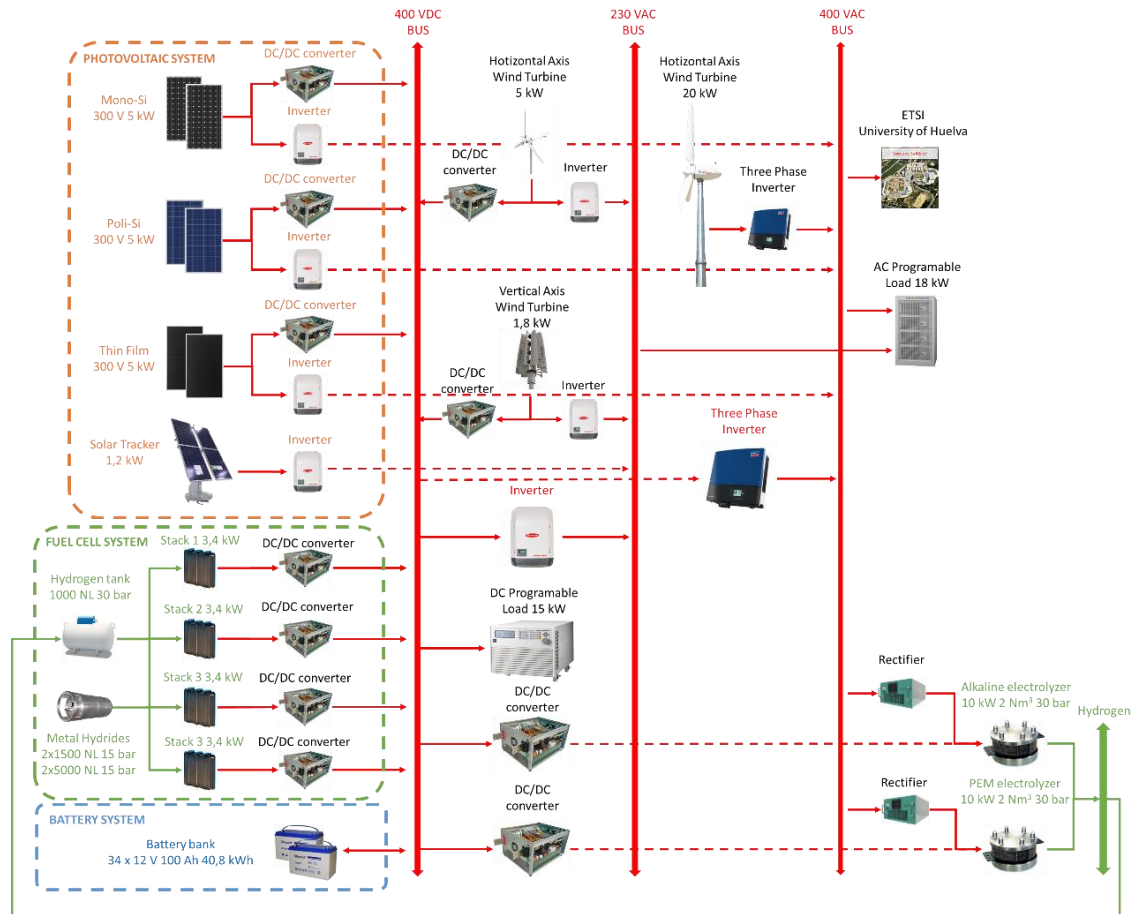 400 VDC
BUS
230 VAC
BUS
400 VAC
BUS
PHOTOVOLTAIC SYSTEM
DC/DC converter
Mono-Si
300 V 5 kW
Inverter
DC/DC converter
Poli-Si
300 V 5 kW
Inverter
DC/DC converter
Thin Film
300 V 5 kW
Inverter
Solar Tracker
1,2 kW
Inverter
Hotizontal Axis
Wind Turbine
5 kW
DC/DC
converter
Inverter
Hotizontal Axis
Wind Turbine
20 kW
Three Phase
Inverter
ETSI
University of Huelva
AC Programable
Load 18 kW
Vertical Axis
Wind Turbine
1,8 kW
DC/DC
converter
Inverter
Three Phase
Inverter
Inverter
FUEL CELL SYSTEM
Stack 1 3,4 kW
DC/DC converter
Hydrogen tank
1000 NL 30 bar
Stack 2 3,4 kW
DC/DC converter
Stack 3 3,4 kW
DC/DC converter
Metal Hydrides
2x1500 NL 15 bar
2x5000 NL 15 bar
Stack 3 3,4 kW
DC/DC converter
DC Programable
Load 15 kW
DC/DC
converter
Rectifier
Alkaline electrolyzer
10 kW 2 Nm³ 30 bar
Hydrogen
DC/DC
converter
Rectifier
PEM electrolyzer
10 kW 2 Nm³ 30 bar
BATTERY SYSTEM
Battery bank
34 x 12 V 100 Ah 40,8 kWh